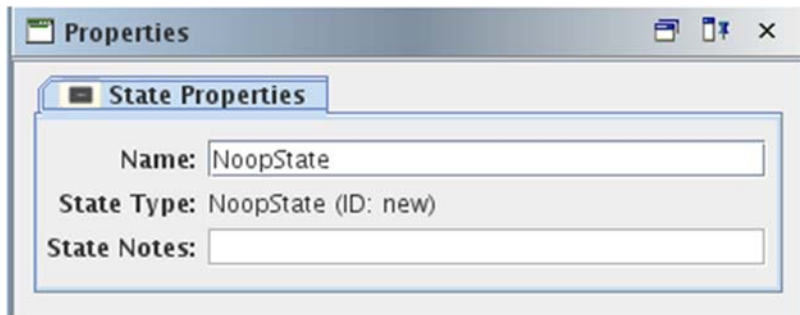 Properties
State Properties
Name: NoopState
State Type: NoopState (ID: new)
State Notes: